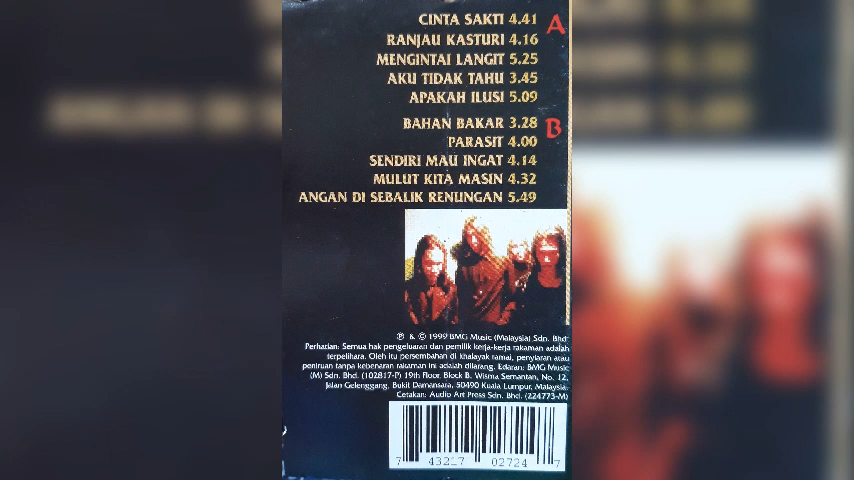 CINTA SAKTI 4.41 A
RANJAU KASTURI 4.16
MENGINTAI LANGIT 5.25
AKU TIDAK TAHU 3.45
APAKAH ILUSI 5.09
BAHAN BAKAR 3.28 B
PARASIT 4.00
SENDIRI MAU INGAT 4.14
MULUT KITA MASIN 4.32
ANGAN DI SEBALIK RENUNGAN 5.49
℗ & © 1999 BMG Music (Malaysia) Sdn. Bhd.
Perhatian: Semua hak pengeluaran dan pemilik kerja-kerja rakaman adalah
terpelihara. Oleh itu persembahan di khalayak ramai, penyiaran atau
peniruan tanpa kebenaran rakaman ini adalah dilarang. Edaran: BMG Music
(M) Sdn. Bhd. (102817-P) 19th Floor, Block B, Wisma Semantan, No. 12,
Jalan Gelenggang, Bukit Damansara, 50490 Kuala Lumpur, Malaysia.
Cetakan: Audio Art Press Sdn. Bhd. (224773-M)
7 43217 02724 7